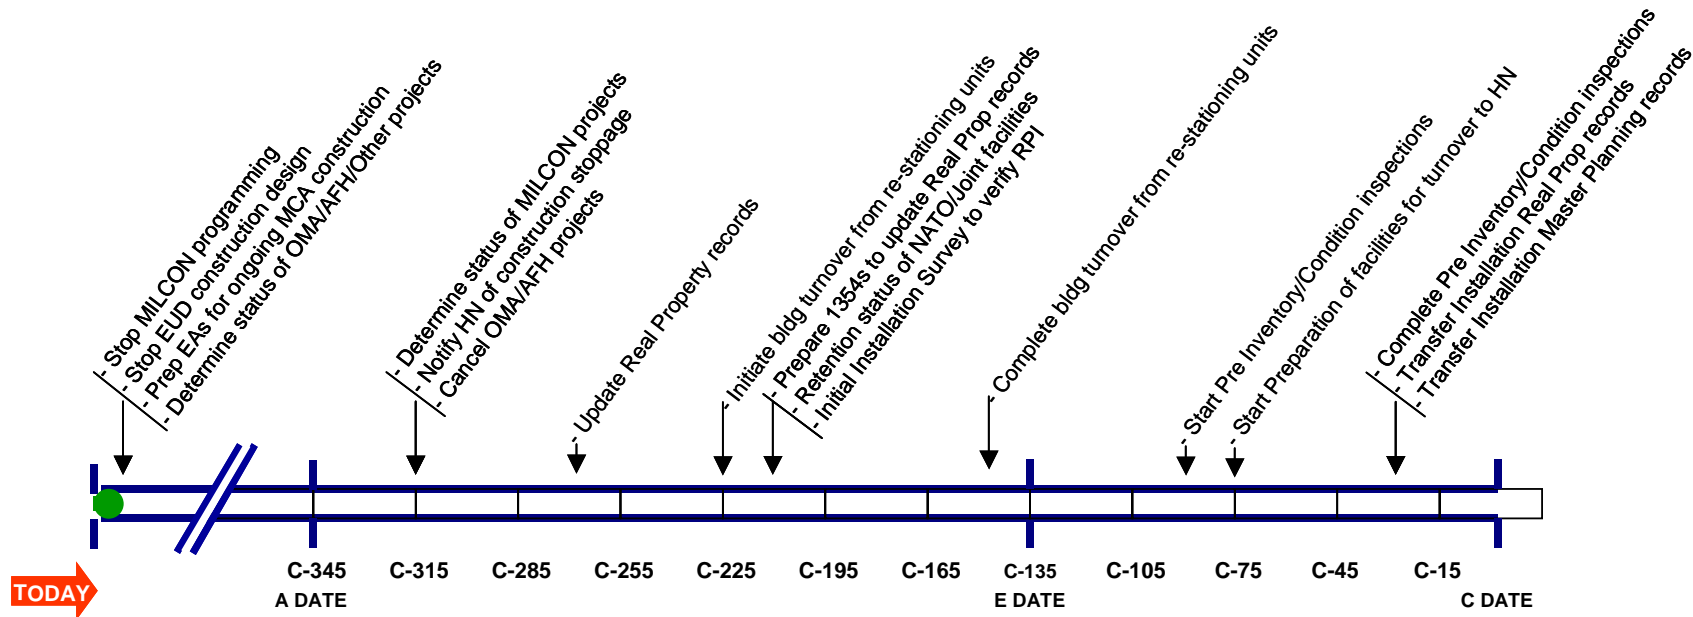 - Stop MILCON programming
- Stop EUD construction design
- Prep EAs for ongoing MCA construction
- Determine status of OMA/AFH/Other projects
- Determine status of MILCON projects
- Notify HN of construction stoppage
- Cancel OMA/AFH projects
- Update Real Property records
- Initiate bldg turnover from re-stationing units
- Prepare 1354s to update Real Prop records
- Retention status of NATO/Joint facilities
- Initial Installation Survey to verify RPI
- Complete bldg turnover from re-stationing units
- Start Pre Inventory/Condition inspections
- Start Preparation of facilities for turnover to HN
- Complete Pre Inventory/Condition inspections
- Transfer Installation Real Prop records
- Transfer Installation Master Planning records
TODAY
C-345
C-315
C-285
C-255
C-225
C-195
C-165
C-135
C-105
C-75
C-45
C-15
A DATE
E DATE
C DATE